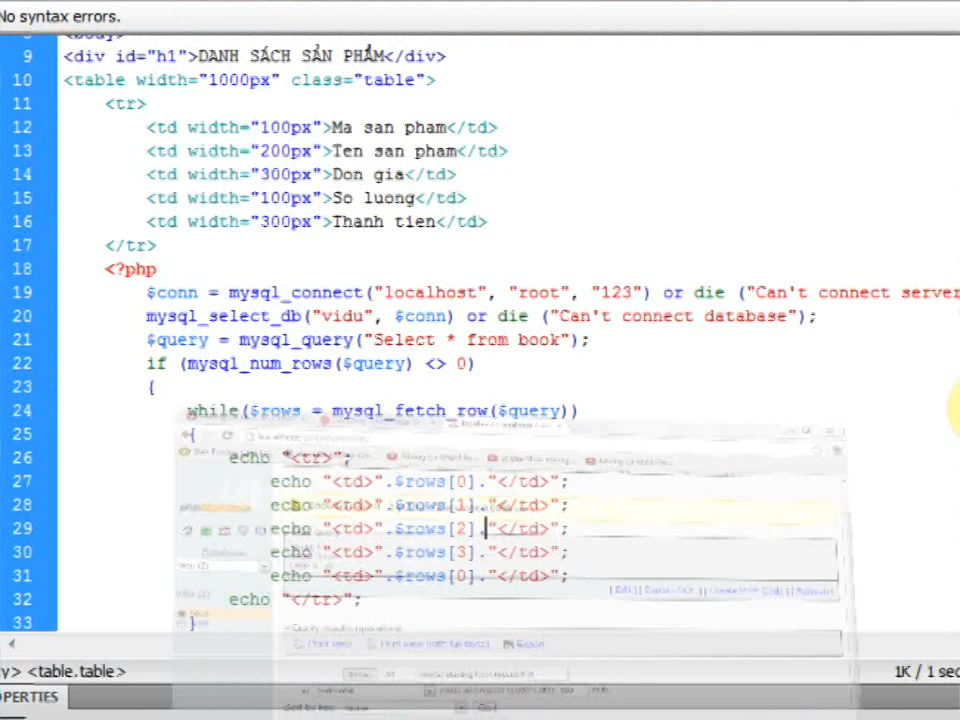 No syntax errors.
8 <body>
9 <div id="h1">DANH SÁCH SẢN PHẨM</div>
10 <table width="1000px" class="table">
11 <tr>
12 <td width="100px">Ma san pham</td>
13 <td width="200px">Ten san pham</td>
14 <td width="300px">Don gia</td>
15 <td width="100px">So luong</td>
16 <td width="300px">Thanh tien</td>
17 </tr>
18 <?php
19 $conn = mysql_connect("localhost", "root", "123") or die ("Can't connect server
20 mysql_select_db("vidu", $conn) or die ("Can't connect database");
21 $query = mysql_query("Select * from book");
22 if (mysql_num_rows($query) <> 0)
23 {
24 while($rows = mysql_fetch_row($query))
25 {
26 echo "<tr>";
27 echo "<td>".$rows[0]."</td>";
28 echo "<td>".$rows[1]."</td>";
29 echo "<td>".$rows[2]."</td>";
30 echo "<td>".$rows[3]."</td>";
31 echo "<td>".$rows[0]."</td>";
32 echo "</tr>";
33 }
Print view
Export
y> <table.table> 1K / 1 sec
OPERTIES